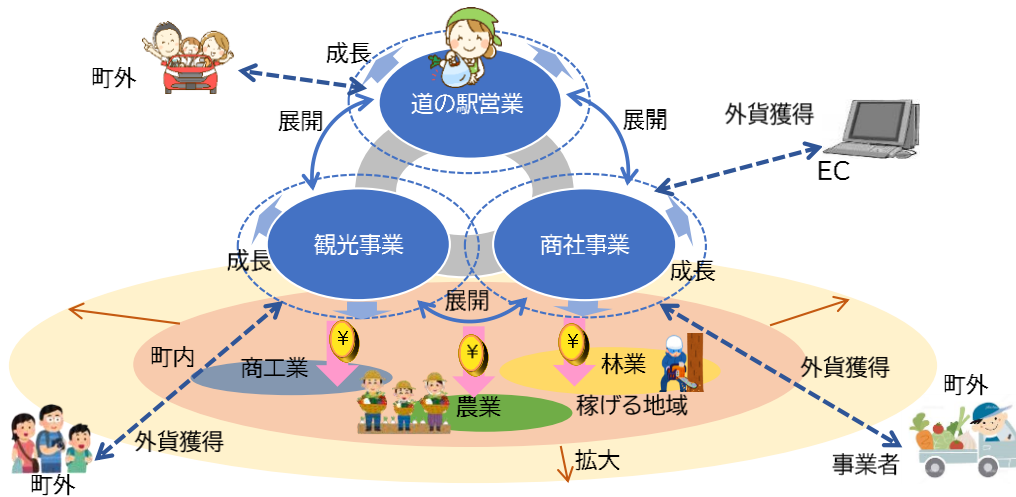 成長
町外
道の駅営業
展開
展開
外貨獲得
EC
観光事業
商社事業
成長
成長
展開
¥
¥
¥
町内
商工業
林業
外貨獲得
農業
稼げる地域
町外
外貨獲得
拡大
事業者
町外